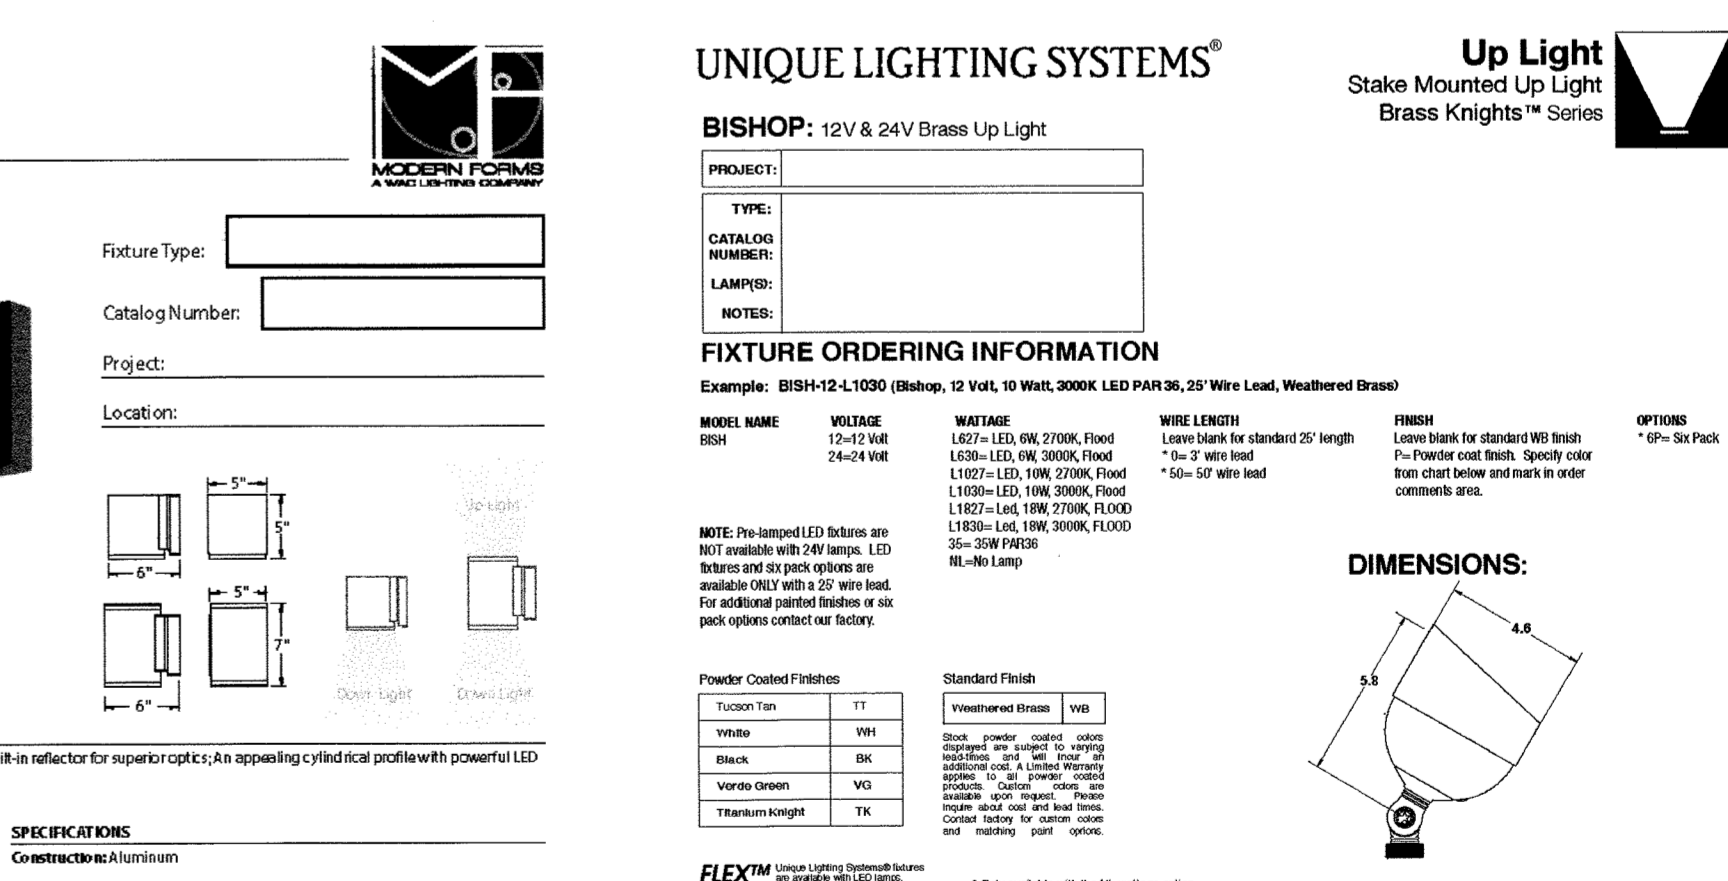 MODERN FORMS
A WAC LIGHTING COMPANY
Fixture Type:
Catalog Number:
Project:
Location:
5"
5"
6"
5"
7"
6"
Up Light
Down Light
Down Light
ilt-in reflector for superior optics; An appealing cylindrical profile with powerful LED
SPECIFICATIONS
Construction: Aluminum
UNIQUE LIGHTING SYSTEMS®
Up Light
Stake Mounted Up Light
Brass Knights™ Series
BISHOP: 12V & 24V Brass Up Light
PROJECT:
TYPE:
CATALOG
NUMBER:
LAMP(S):
NOTES:
FIXTURE ORDERING INFORMATION
Example: BISH-12-L1030 (Bishop, 12 Volt, 10 Watt, 3000K LED PAR 36, 25' Wire Lead, Weathered Brass)
MODEL NAME
BISH
VOLTAGE
12=12 Volt
24=24 Volt
WATTAGE
L627= LED, 6W, 2700K, Flood
L630= LED, 6W, 3000K, Flood
L1027= LED, 10W, 2700K, Flood
L1030= LED, 10W, 3000K, Flood
L1827= Led, 18W, 2700K, FLOOD
L1830= Led, 18W, 3000K, FLOOD
35= 35W PAR36
NL=No Lamp
WIRE LENGTH
Leave blank for standard 25' length
* 0= 3' wire lead
* 50= 50' wire lead
FINISH
Leave blank for standard WB finish
P= Powder coat finish. Specify color
from chart below and mark in order
comments area.
OPTIONS
* 6P= Six Pack
NOTE: Pre-lamped LED fixtures are
NOT available with 24V lamps. LED
fixtures and six pack options are
available ONLY with a 25' wire lead.
For additional painted finishes or six
pack options contact our factory.
DIMENSIONS:
4.6
5.8
Powder Coated Finishes
Tucson Tan TT
White WH
Black BK
Verde Green VG
Titanium Knight TK
Standard Finish
Weathered Brass WB
Stock powder coated colors
displayed are subject to varying
lead-times and will incur an
additional cost. A Limited Warranty
applies to all powder coated
products. Custom colors are
available upon request. Please
inquire about cost and lead times.
Contact factory for custom colors
and matching paint options.
FLEX™ Unique Lighting Systems® fixtures
are available with LED lamps.